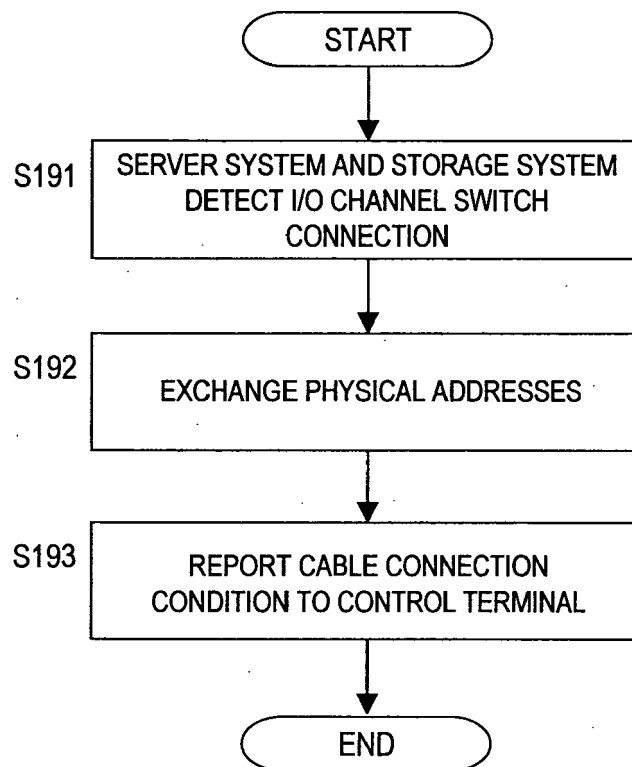 START
S191
SERVER SYSTEM AND STORAGE SYSTEM
DETECT I/O CHANNEL SWITCH
CONNECTION
S192
EXCHANGE PHYSICAL ADDRESSES
S193
REPORT CABLE CONNECTION
CONDITION TO CONTROL TERMINAL
END